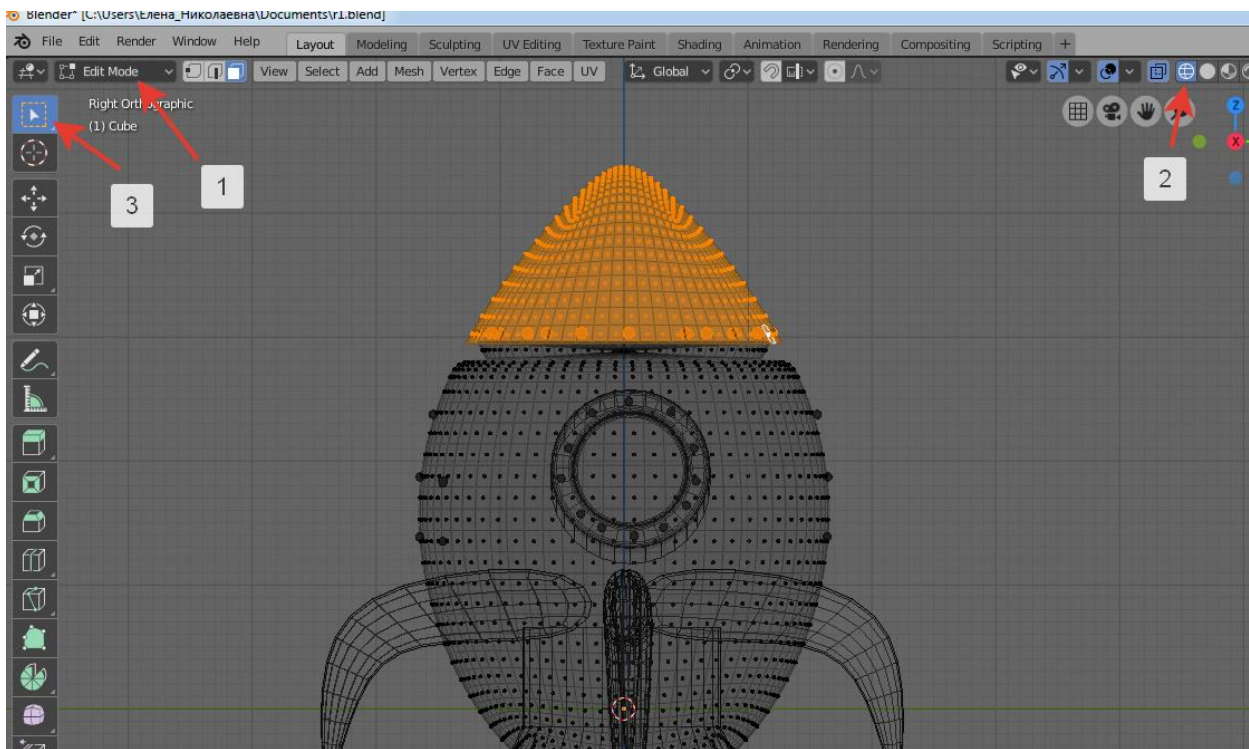 Blender* [C:\Users\Елена_Николаевна\Documents\r1.blend]
File Edit Render Window Help Layout Modeling Sculpting UV Editing Texture Paint Shading Animation Rendering Compositing Scripting +
Edit Mode View Select Add Mesh Vertex Edge Face UV Global
Right Orthographic
(1) Cube
Z
X
1
2
3